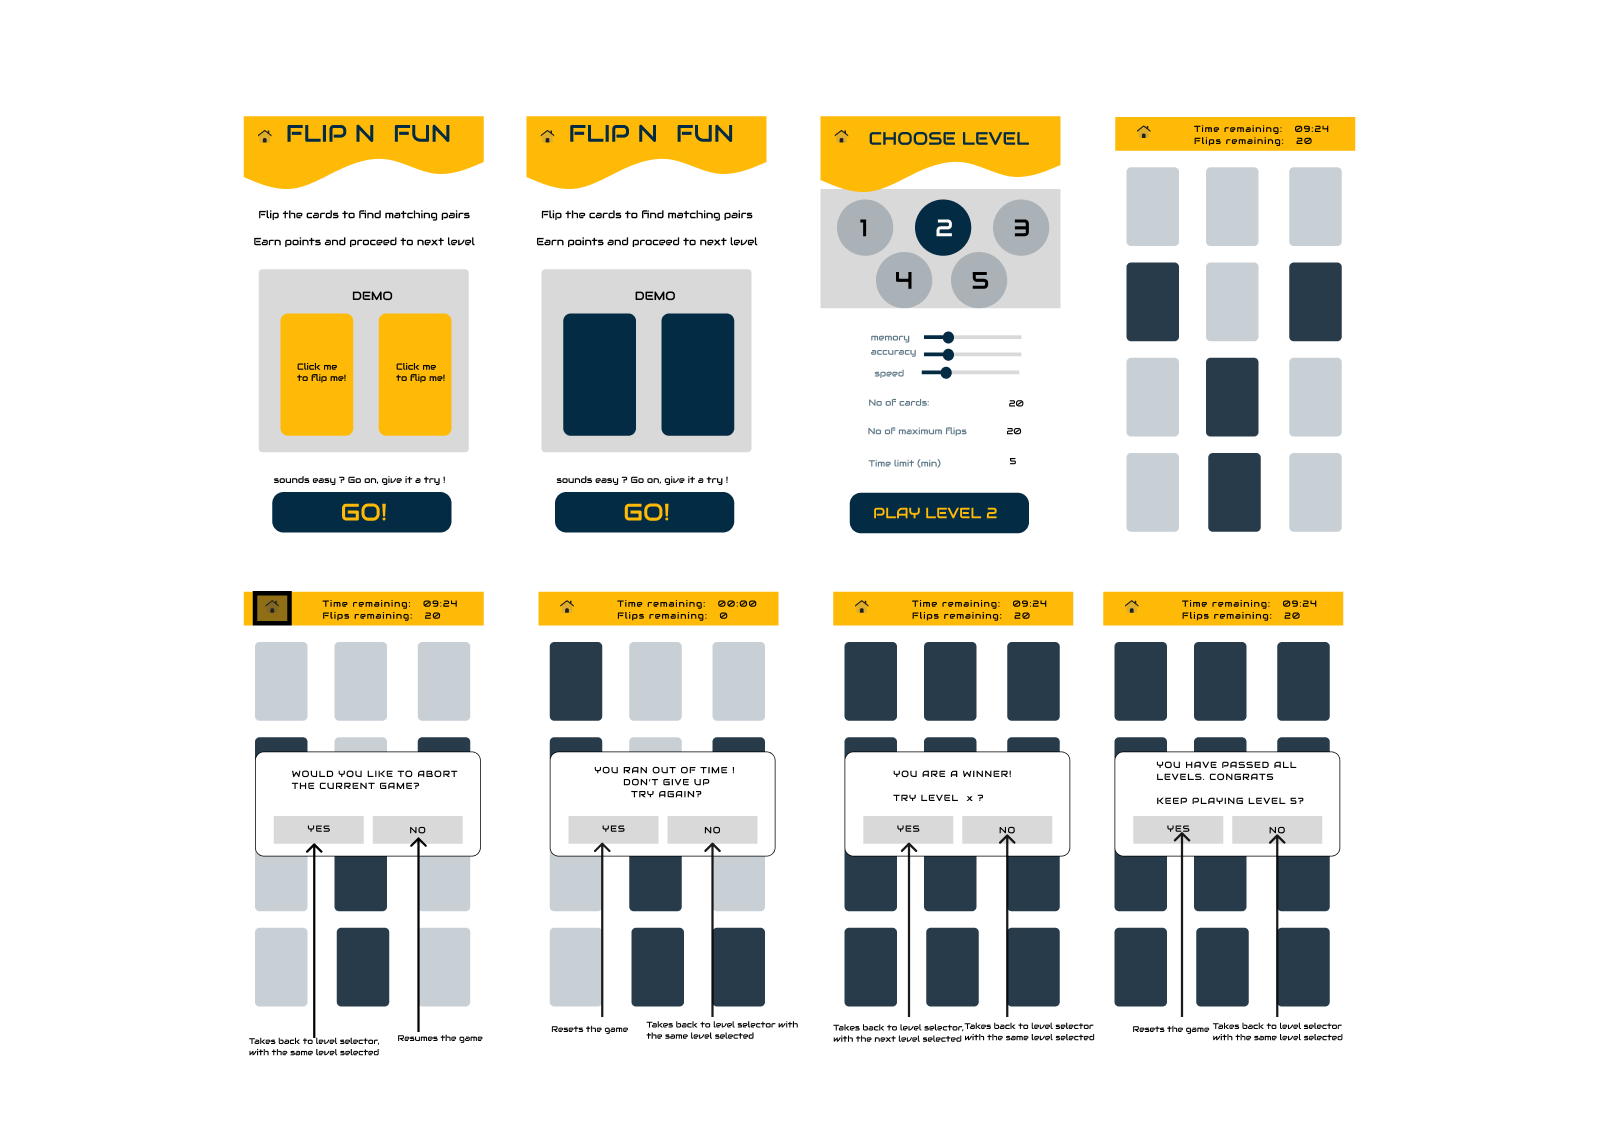 FLIP N FUN
Flip the cards to find matching pairs
Earn points and proceed to next level
DEMO
Click me
to flip me!
Click me
to flip me!
sounds easy ? Go on, give it a try !
GO!
FLIP N FUN
Flip the cards to find matching pairs
Earn points and proceed to next level
DEMO
sounds easy ? Go on, give it a try !
GO!
CHOOSE LEVEL
1
2
3
4
5
memory
accuracy
speed
No of cards: 20
No of maximum flips 20
Time limit (min) 5
PLAY LEVEL 2
Time remaining: 09:24
Flips remaining: 20
Time remaining: 09:24
Flips remaining: 20
WOULD YOU LIKE TO ABORT
THE CURRENT GAME?
YES
NO
Takes back to level selector,
with the same level selected
Resumes the game
Time remaining: 00:00
Flips remaining: 0
YOU RAN OUT OF TIME !
DON'T GIVE UP
TRY AGAIN?
YES
NO
Resets the game
Takes back to level selector with
the same level selected
Time remaining: 09:24
Flips remaining: 20
YOU ARE A WINNER!
TRY LEVEL x ?
YES
NO
Takes back to level selector,
with the next level selected
Takes back to level selector
with the same level selected
Time remaining: 09:24
Flips remaining: 20
YOU HAVE PASSED ALL
LEVELS. CONGRATS
KEEP PLAYING LEVEL 5?
YES
NO
Resets the game
Takes back to level selector
with the same level selected